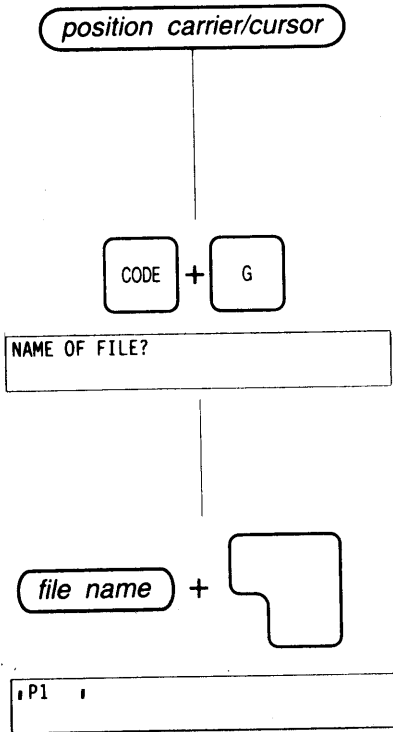 position carrier/cursor
CODE + G
NAME OF FILE?
file name +
P1